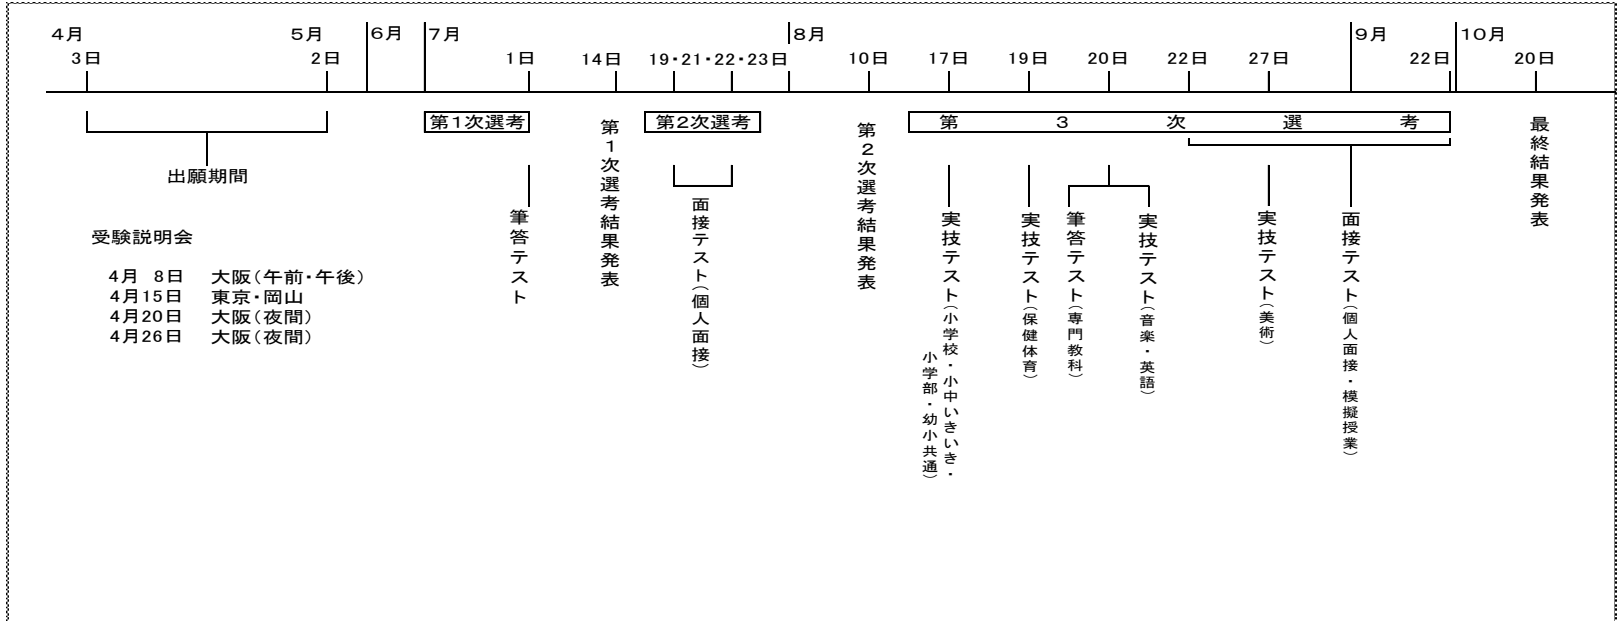 4月
5月
6月
7月
8月
9月
10月
3日
2日
1日
14日
19・21・22・23日
10日
17日
19日
20日
22日
27日
22日
20日
第1次選考
第2次選考
第3次選考
出願期間
筆答テスト
第1次選考結果発表
面接テスト(個人面接)
第2次選考結果発表
実技テスト(小学校・小中いきいき・
小学部・幼小共通)
実技テスト(保健体育)
筆答テスト(専門教科)
実技テスト(音楽・英語)
実技テスト(美術)
面接テスト(個人面接・模擬授業)
最終結果発表
受験説明会
4月 8日 大阪(午前・午後)
4月15日 東京・岡山
4月20日 大阪(夜間)
4月26日 大阪(夜間)